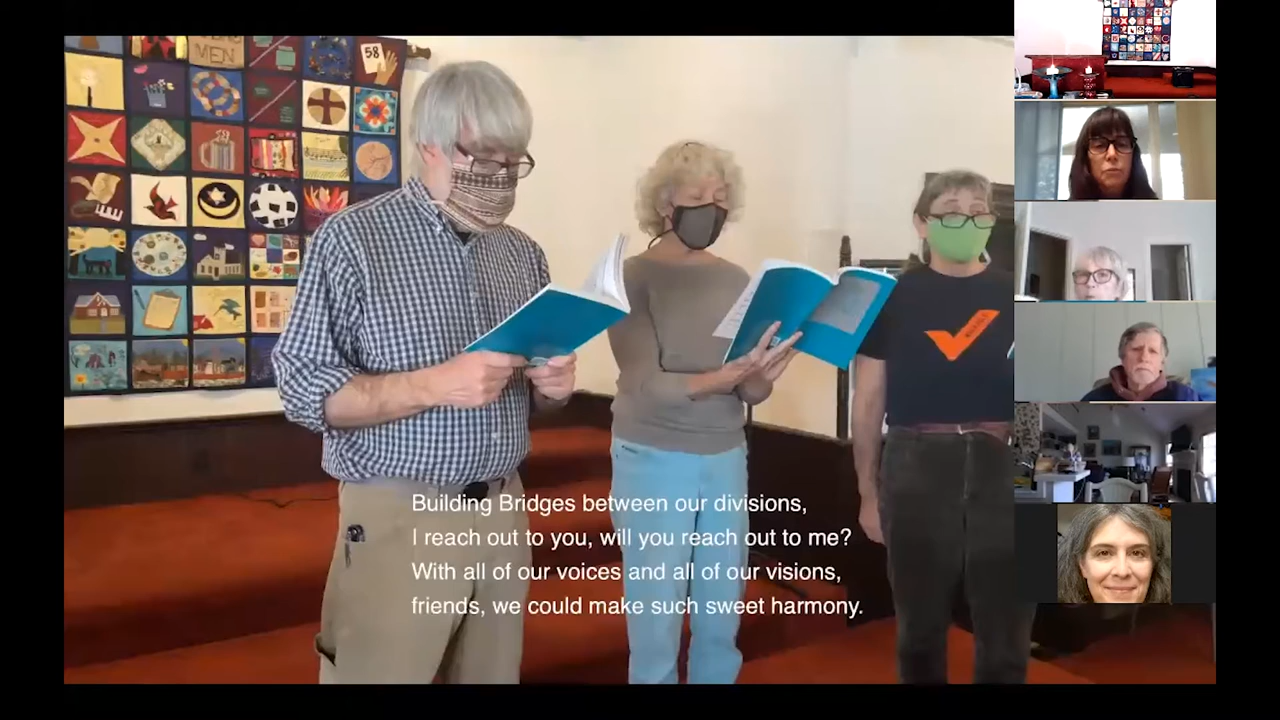 MEN
58
Building Bridges between our divisions,
I reach out to you, will you reach out to me?
With all of our voices and all of our visions,
friends, we could make such sweet harmony.